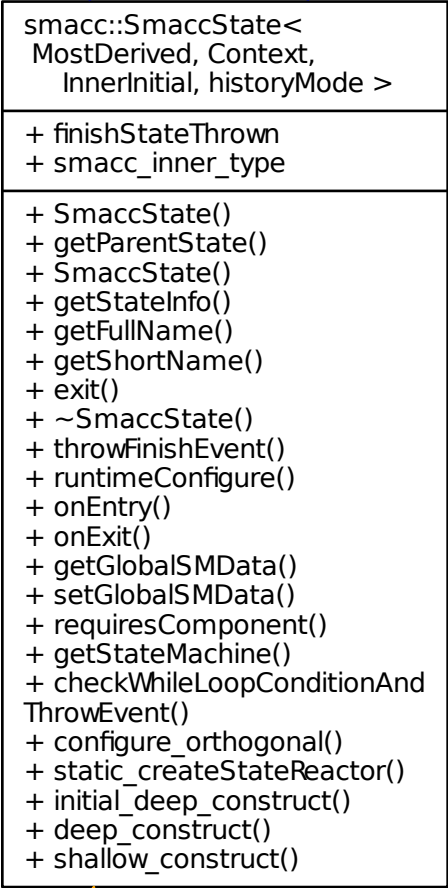 smacc::SmaccState<
MostDerived, Context,
InnerInitial, historyMode >
+ finishStateThrown
+ smacc_inner_type
+ SmaccState()
+ getParentState()
+ SmaccState()
+ getStateInfo()
+ getFullName()
+ getShortName()
+ exit()
+ ~SmaccState()
+ throwFinishEvent()
+ runtimeConfigure()
+ onEntry()
+ onExit()
+ getGlobalSMData()
+ setGlobalSMData()
+ requiresComponent()
+ getStateMachine()
+ checkWhileLoopConditionAnd
ThrowEvent()
+ configure_orthogonal()
+ static_createStateReactor()
+ initial_deep_construct()
+ deep_construct()
+ shallow_construct()